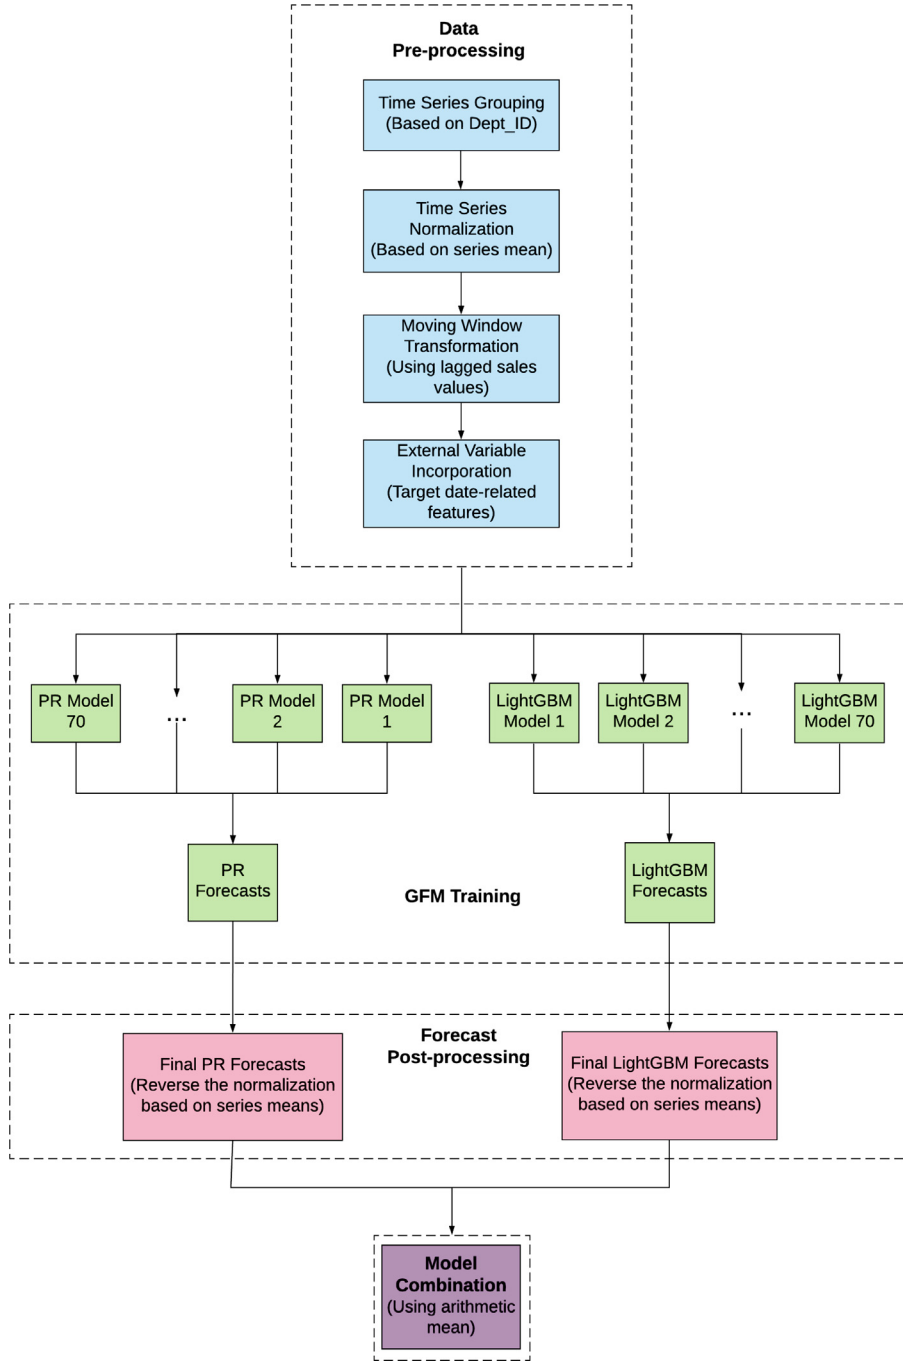 Data
Pre-processing
Time Series Grouping
(Based on Dept_ID)
Time Series
Normalization
(Based on series mean)
Moving Window
Transformation
(Using lagged sales
values)
External Variable
Incorporation
(Target date-related
features)
PR Model
70
...
PR Model
2
PR Model
1
LightGBM
Model 1
LightGBM
Model 2
...
LightGBM
Model 70
PR
Forecasts
LightGBM
Forecasts
GFM Training
Forecast
Post-processing
Final PR Forecasts
(Reverse the normalization
based on series means)
Final LightGBM Forecasts
(Reverse the normalization
based on series means)
Model
Combination
(Using arithmetic
mean)